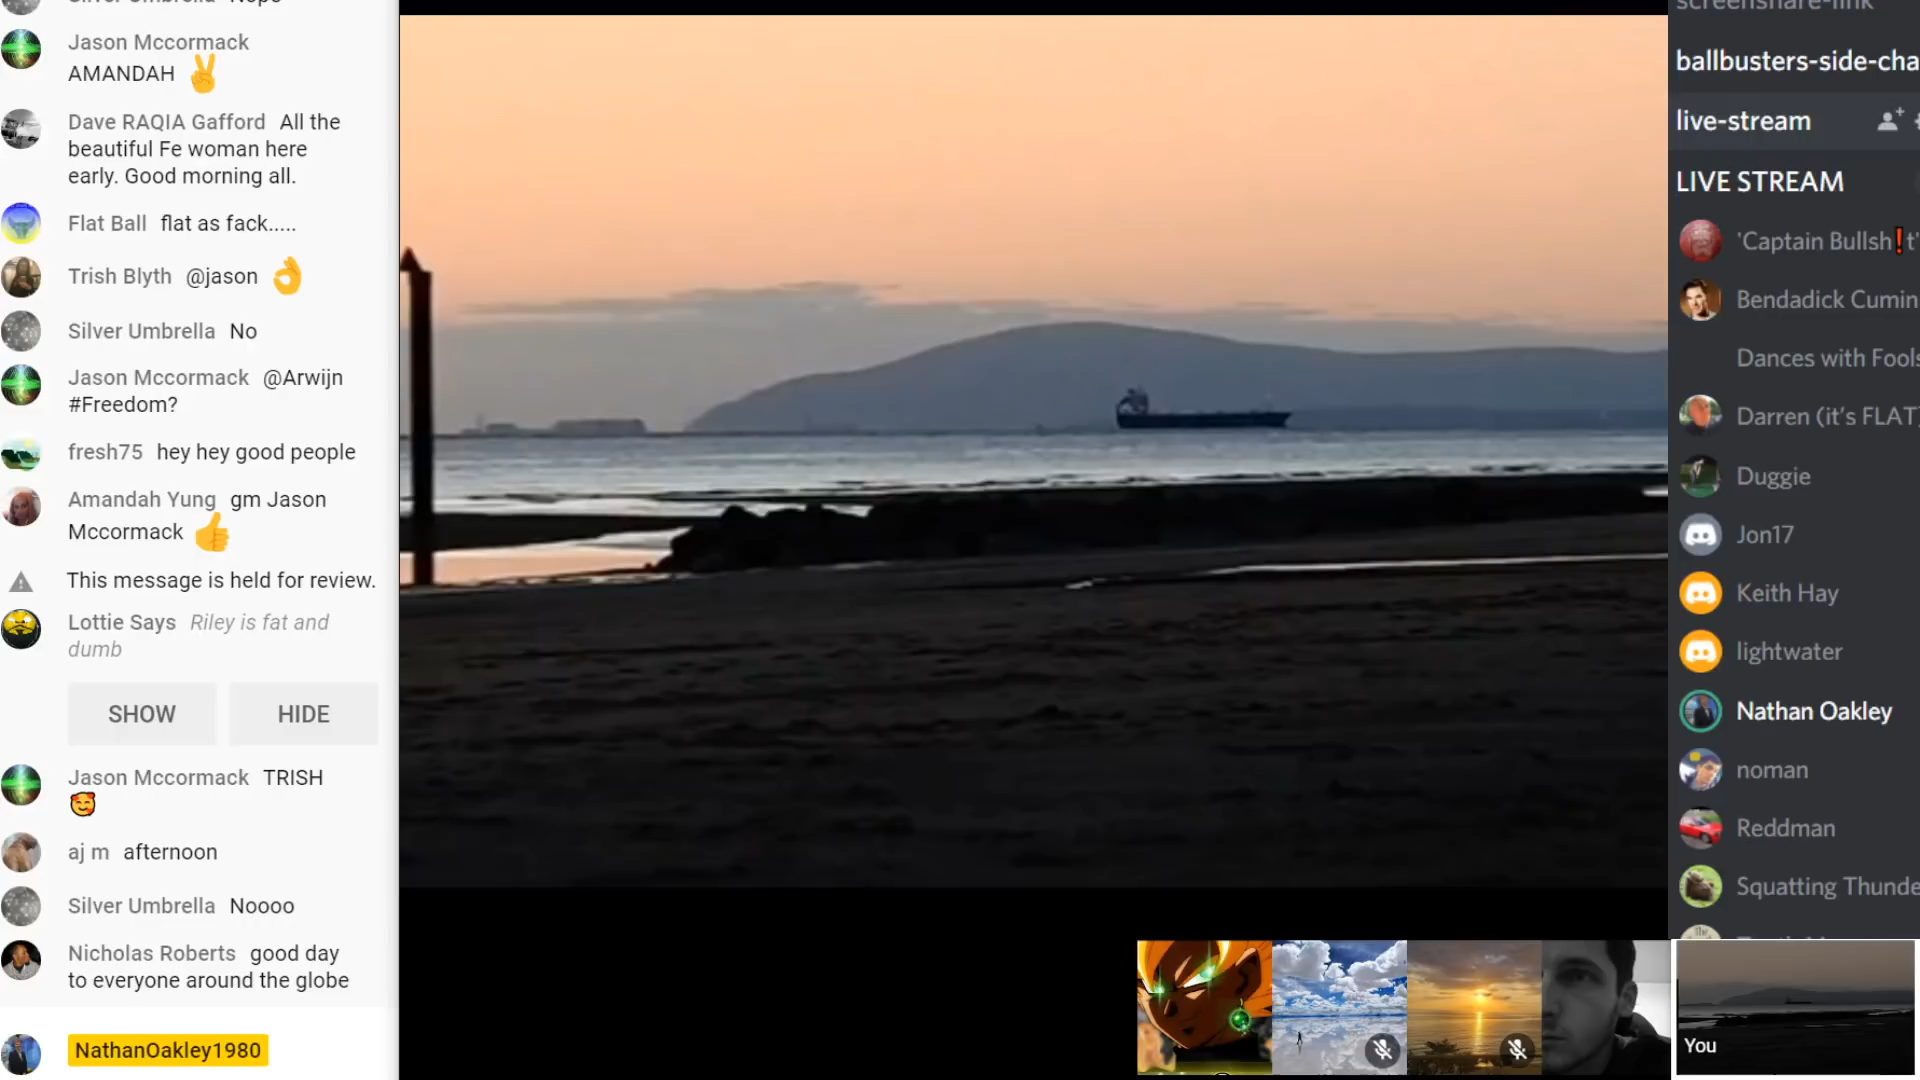 Silver Umbrella Nope
Jason Mccormack
AMANDAH
Dave RAQIA Gafford All the
beautiful Fe woman here
early. Good morning all.
Flat Ball flat as fack.....
Trish Blyth @jason
Silver Umbrella No
Jason Mccormack @Arwijn
#Freedom?
fresh75 hey hey good people
Amandah Yung gm Jason
Mccormack
This message is held for review.
Lottie Says Riley is fat and
dumb
SHOW HIDE
Jason Mccormack TRISH
aj m afternoon
Silver Umbrella Noooo
Nicholas Roberts good day
to everyone around the globe
NathanOakley1980
screenshare-link
ballbusters-side-cha
live-stream
LIVE STREAM
'Captain Bullsh❗t'
Bendadick Cumin
Dances with Fools
Darren (it's FLAT)
Duggie
Jon17
Keith Hay
lightwater
Nathan Oakley
noman
Reddman
Squatting Thunde
You